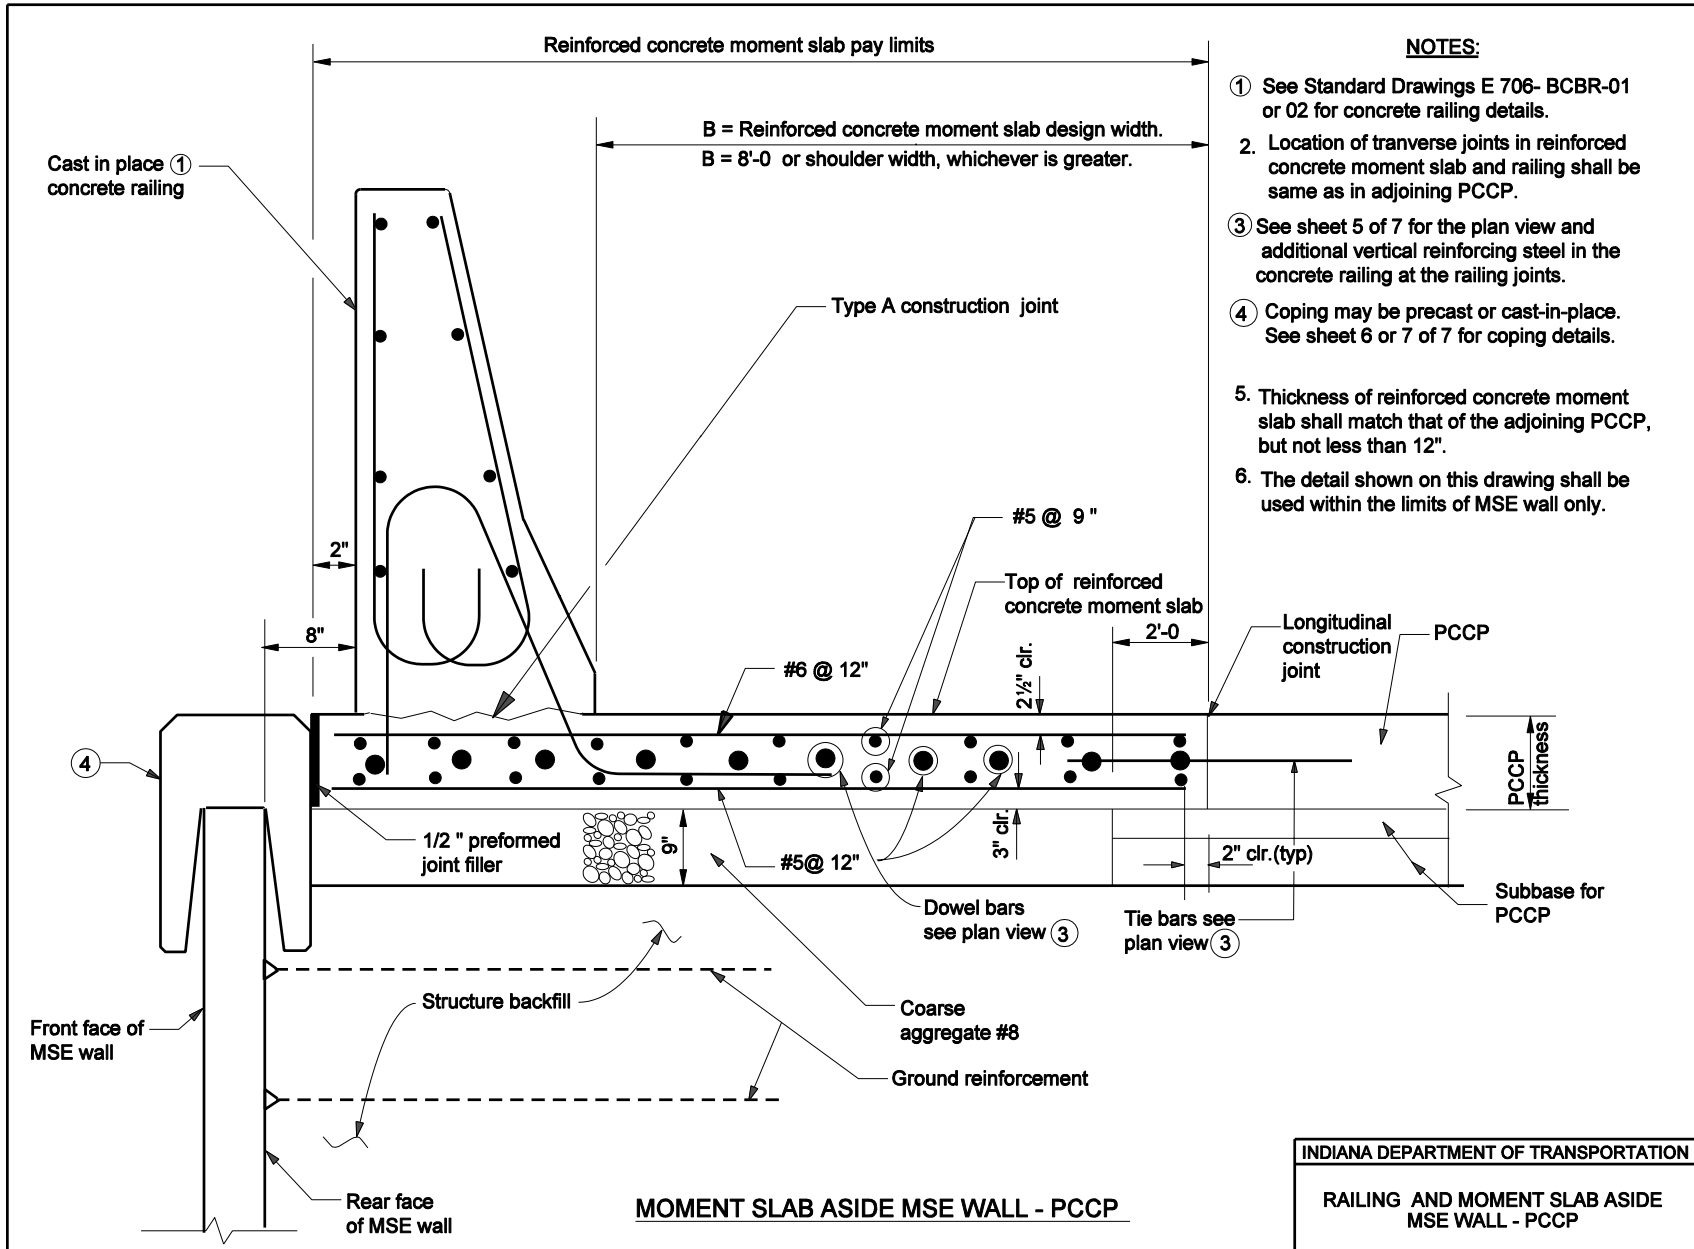 Reinforced concrete moment slab pay limits
B = Reinforced concrete moment slab design width.
B = 8'-0 or shoulder width, whichever is greater.
Cast in place ①
concrete railing
Type A construction joint
2"
8"
#5 @ 9 "
Top of reinforced
concrete moment slab
2'-0
Longitudinal
construction
joint
PCCP
#6 @ 12"
2½" clr.
PCCP
thickness
④
1/2 " preformed
joint filler
9"
#5@ 12"
3" clr.
2" clr.(typ)
Dowel bars
see plan view ③
Tie bars see
plan view ③
Subbase for
PCCP
Structure backfill
Coarse
aggregate #8
Front face of
MSE wall
Ground reinforcement
Rear face
of MSE wall
MOMENT SLAB ASIDE MSE WALL - PCCP
NOTES:
① See Standard Drawings E 706- BCBR-01
or 02 for concrete railing details.
2. Location of tranverse joints in reinforced
concrete moment slab and railing shall be
same as in adjoining PCCP.
③ See sheet 5 of 7 for the plan view and
additional vertical reinforcing steel in the
concrete railing at the railing joints.
④ Coping may be precast or cast-in-place.
See sheet 6 or 7 of 7 for coping details.
5. Thickness of reinforced concrete moment
slab shall match that of the adjoining PCCP,
but not less than 12".
6. The detail shown on this drawing shall be
used within the limits of MSE wall only.
INDIANA DEPARTMENT OF TRANSPORTATION
RAILING AND MOMENT SLAB ASIDE
MSE WALL - PCCP